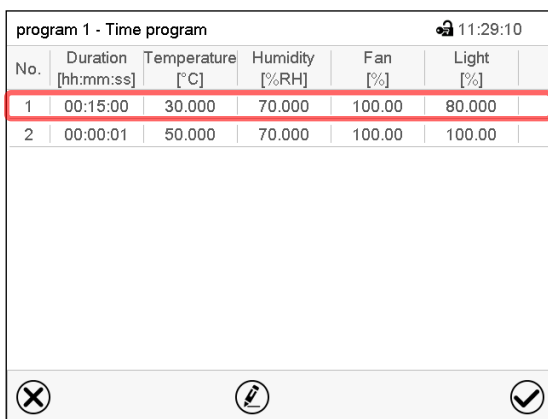 program 1 - Time program 11:29:10
No. Duration [hh:mm:ss] Temperature [°C] Humidity [%RH] Fan [%] Light [%]
1 00:15:00 30.000 70.000 100.00 80.000
2 00:00:01 50.000 70.000 100.00 100.00